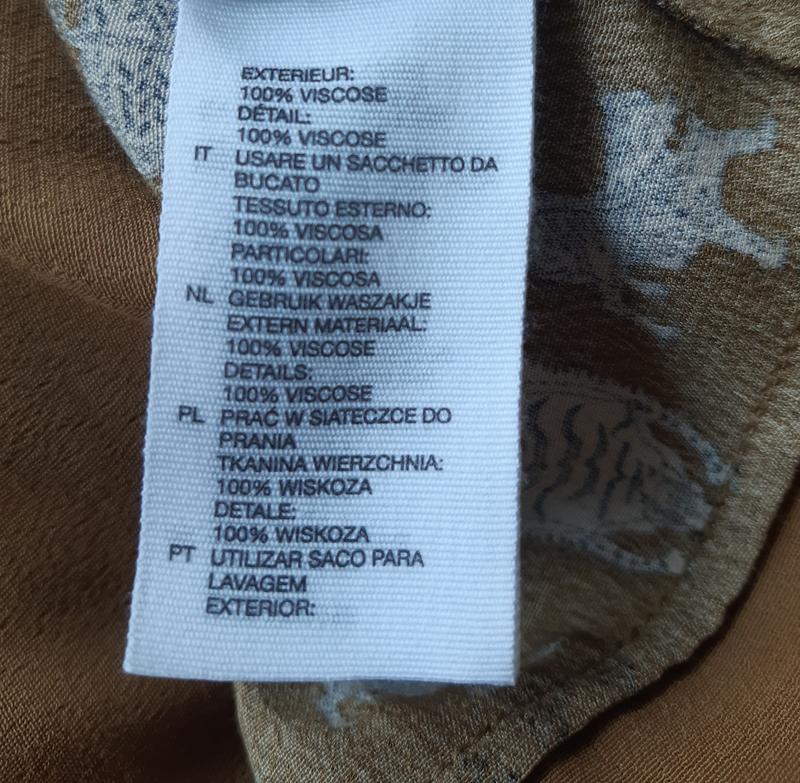 EXTERIEUR:
100% VISCOSE
DÉTAIL:
100% VISCOSE
IT USARE UN SACCHETTO DA
BUCATO
TESSUTO ESTERNO:
100% VISCOSA
PARTICOLARI:
100% VISCOSA
NL GEBRUIK WASZAKJE
EXTERN MATERIAAL:
100% VISCOSE
DETAILS:
100% VISCOSE
PL PRAĆ W SIATECZCE DO
PRANIA
TKANINA WIERZCHNIA:
100% WISKOZA
DETALE:
100% WISKOZA
PT UTILIZAR SACO PARA
LAVAGEM
EXTERIOR: